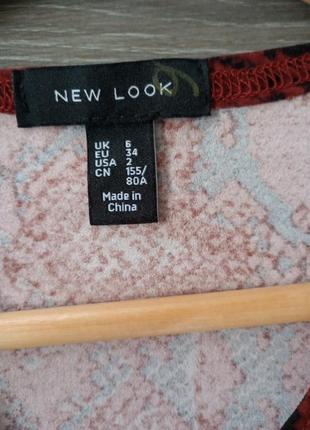 NEW LOOK
UK 6
EU 34
USA 2
CN 155/
80A
Made in
China